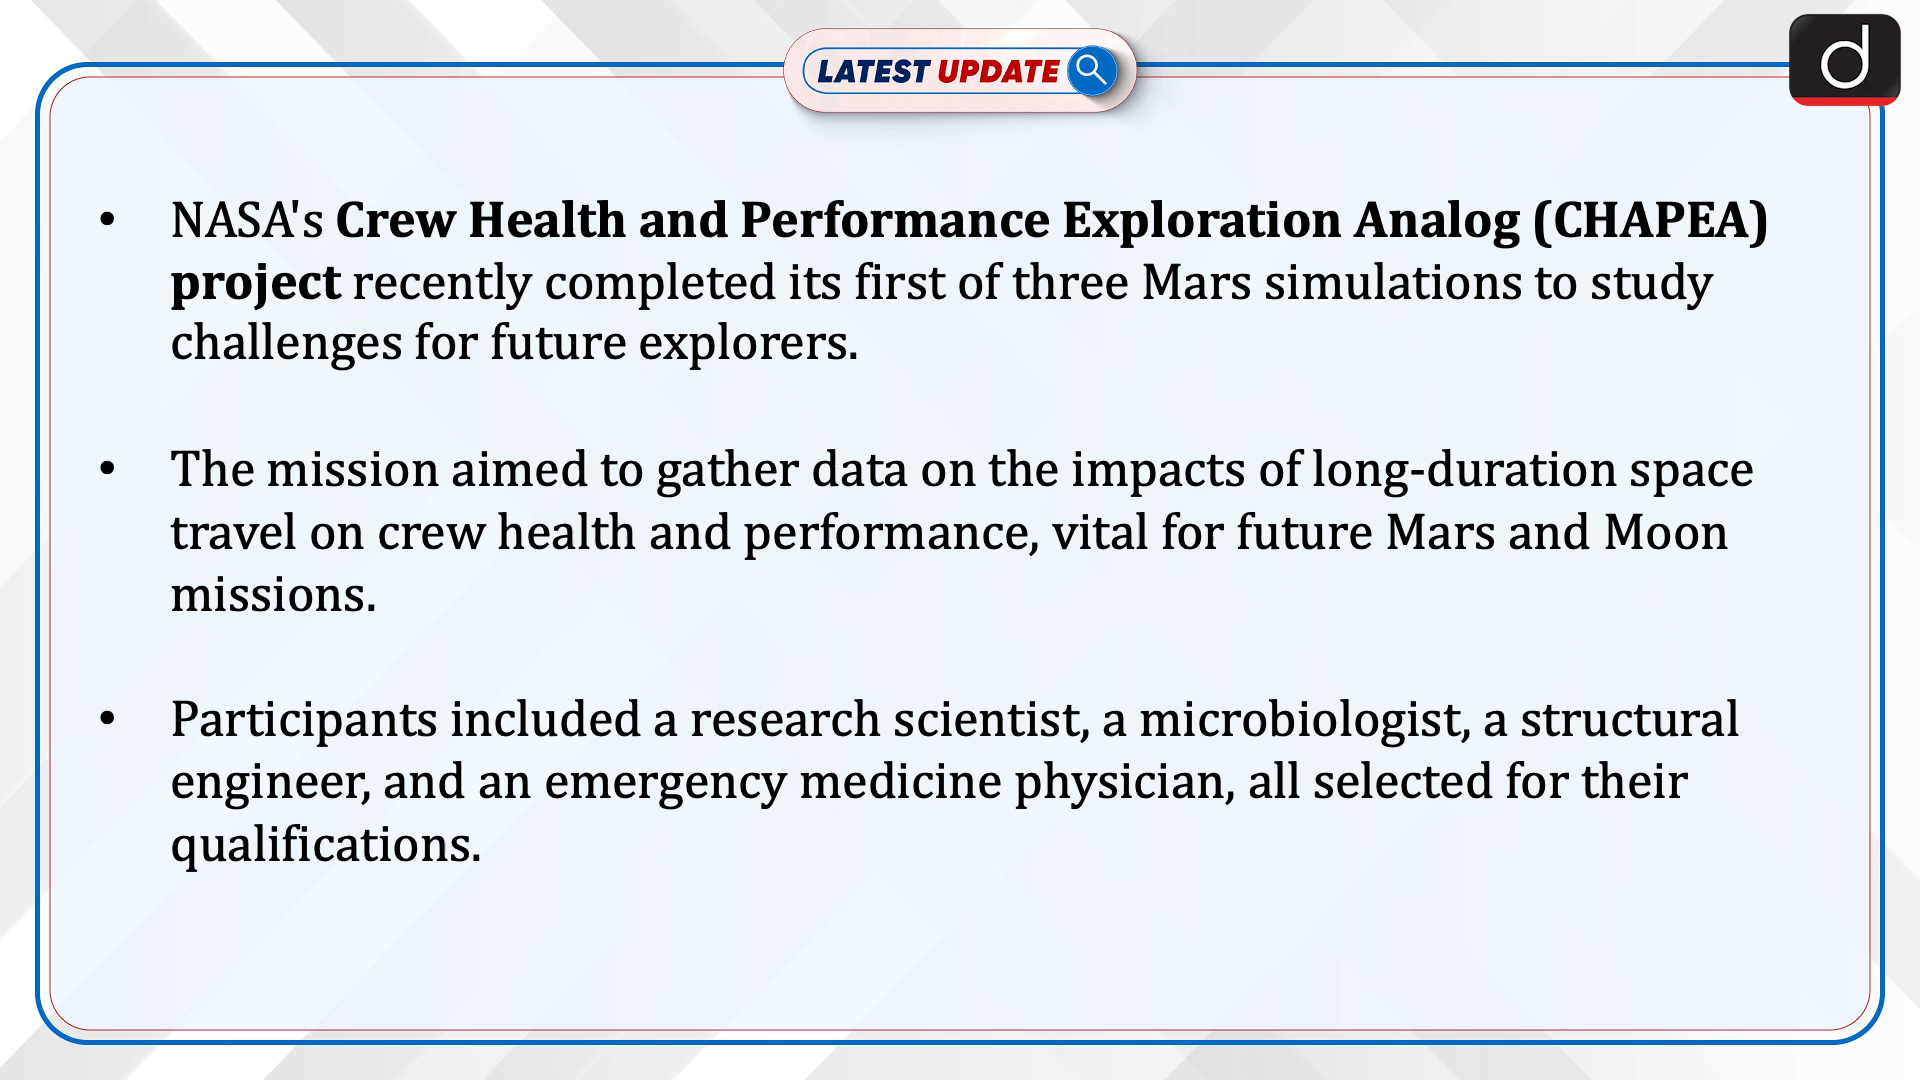 LATEST UPDATE
d
• NASA's Crew Health and Performance Exploration Analog (CHAPEA)
project recently completed its first of three Mars simulations to study
challenges for future explorers.
• The mission aimed to gather data on the impacts of long-duration space
travel on crew health and performance, vital for future Mars and Moon
missions.
• Participants included a research scientist, a microbiologist, a structural
engineer, and an emergency medicine physician, all selected for their
qualifications.